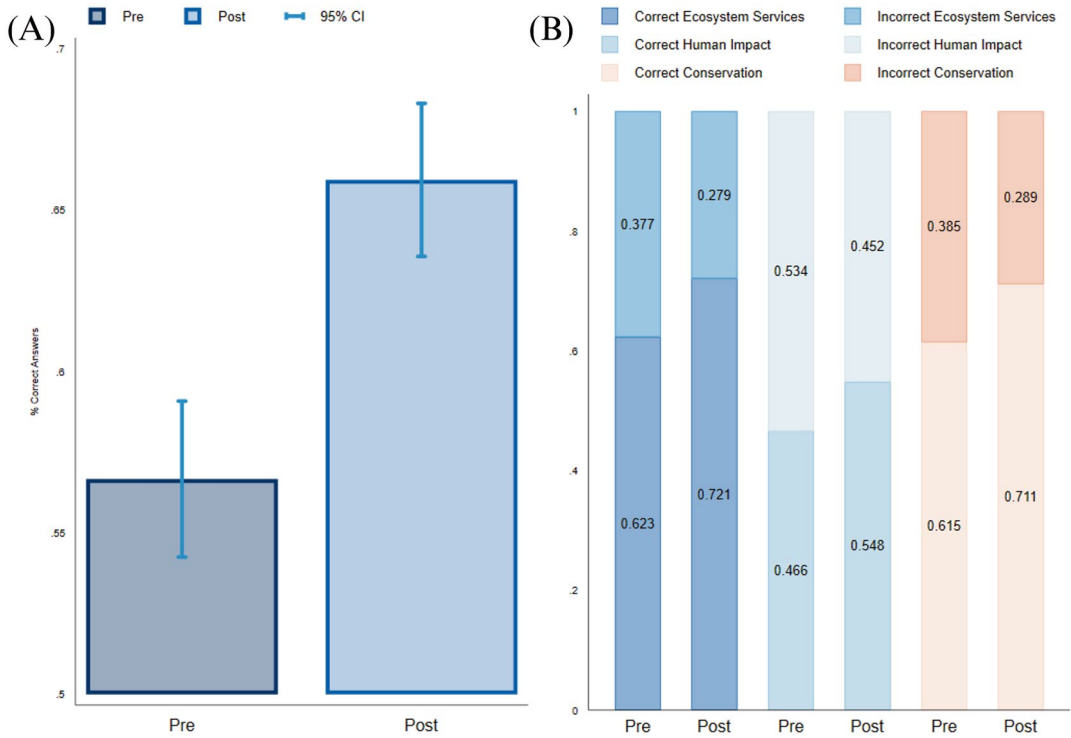 (A)
Pre Post 95% CI
.7
.65
.6
.55
.5
% Correct Answers
Pre Post
(B)
Correct Ecosystem Services Incorrect Ecosystem Services
Correct Human Impact Incorrect Human Impact
Correct Conservation Incorrect Conservation
1
.8
.6
.4
.2
0
0.377 0.279 0.534 0.452 0.385 0.289
0.623 0.721 0.466 0.548 0.615 0.711
Pre Post Pre Post Pre Post